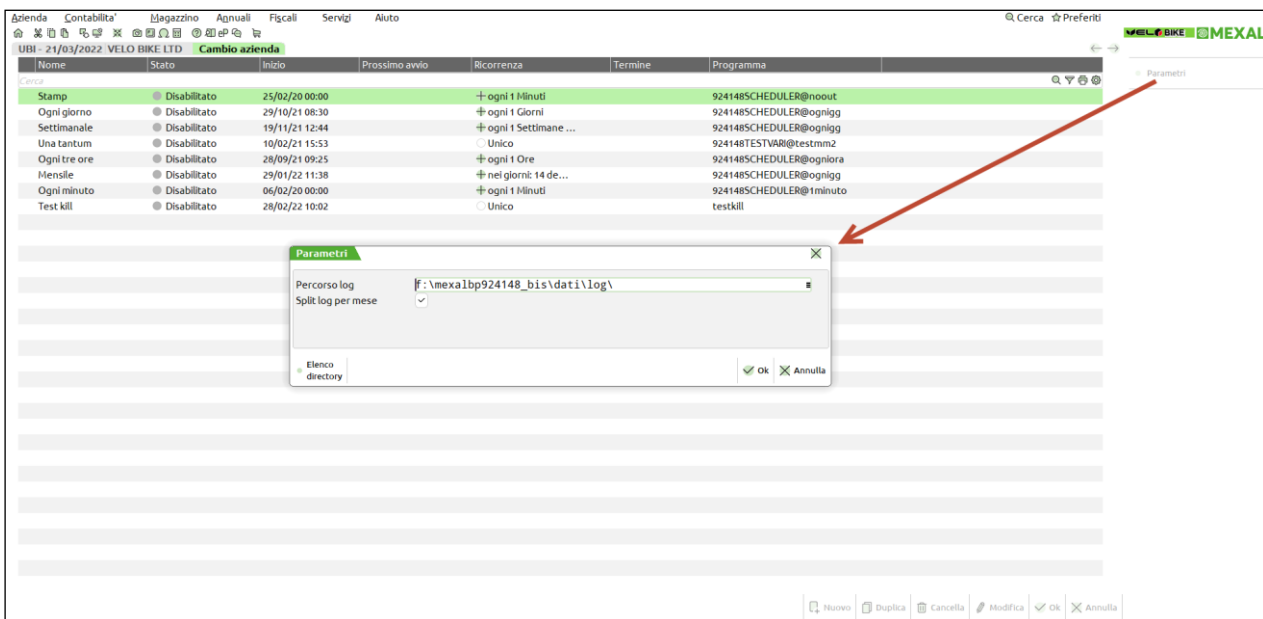 Azienda Contabilita' Magazzino Annuali Fiscali Servizi Aiuto Cerca Preferiti
VELO BIKE MEXAL
UBI - 21/03/2022 VELO BIKE LTD Cambio azienda
Nome Stato Inizio Prossimo avvio Ricorrenza Termine Programma
Cerca
Parametri
Stamp Disabilitato 25/02/20 00:00 ogni 1 Minuti 924148SCHEDULER@noout
Ogni giorno Disabilitato 29/10/21 08:30 ogni 1 Giorni 924148SCHEDULER@ognigg
Settimanale Disabilitato 19/11/21 12:44 ogni 1 Settimane ... 924148SCHEDULER@ognigg
Una tantum Disabilitato 10/02/21 15:53 Unico 924148TESTVARI@testmm2
Ogni tre ore Disabilitato 28/09/21 09:25 ogni 1 Ore 924148SCHEDULER@ogniora
Mensile Disabilitato 29/01/22 11:38 nei giorni: 14 de... 924148SCHEDULER@ognigg
Ogni minuto Disabilitato 06/02/20 00:00 ogni 1 Minuti 924148SCHEDULER@1minuto
Test kill Disabilitato 28/02/22 10:02 Unico testkill
Parametri
Percorso log f:\mexalbp924148_bis\dati\log\
Split log per mese
Elenco
directory
Ok Annulla
Nuovo Duplica Cancella Modifica Ok Annulla